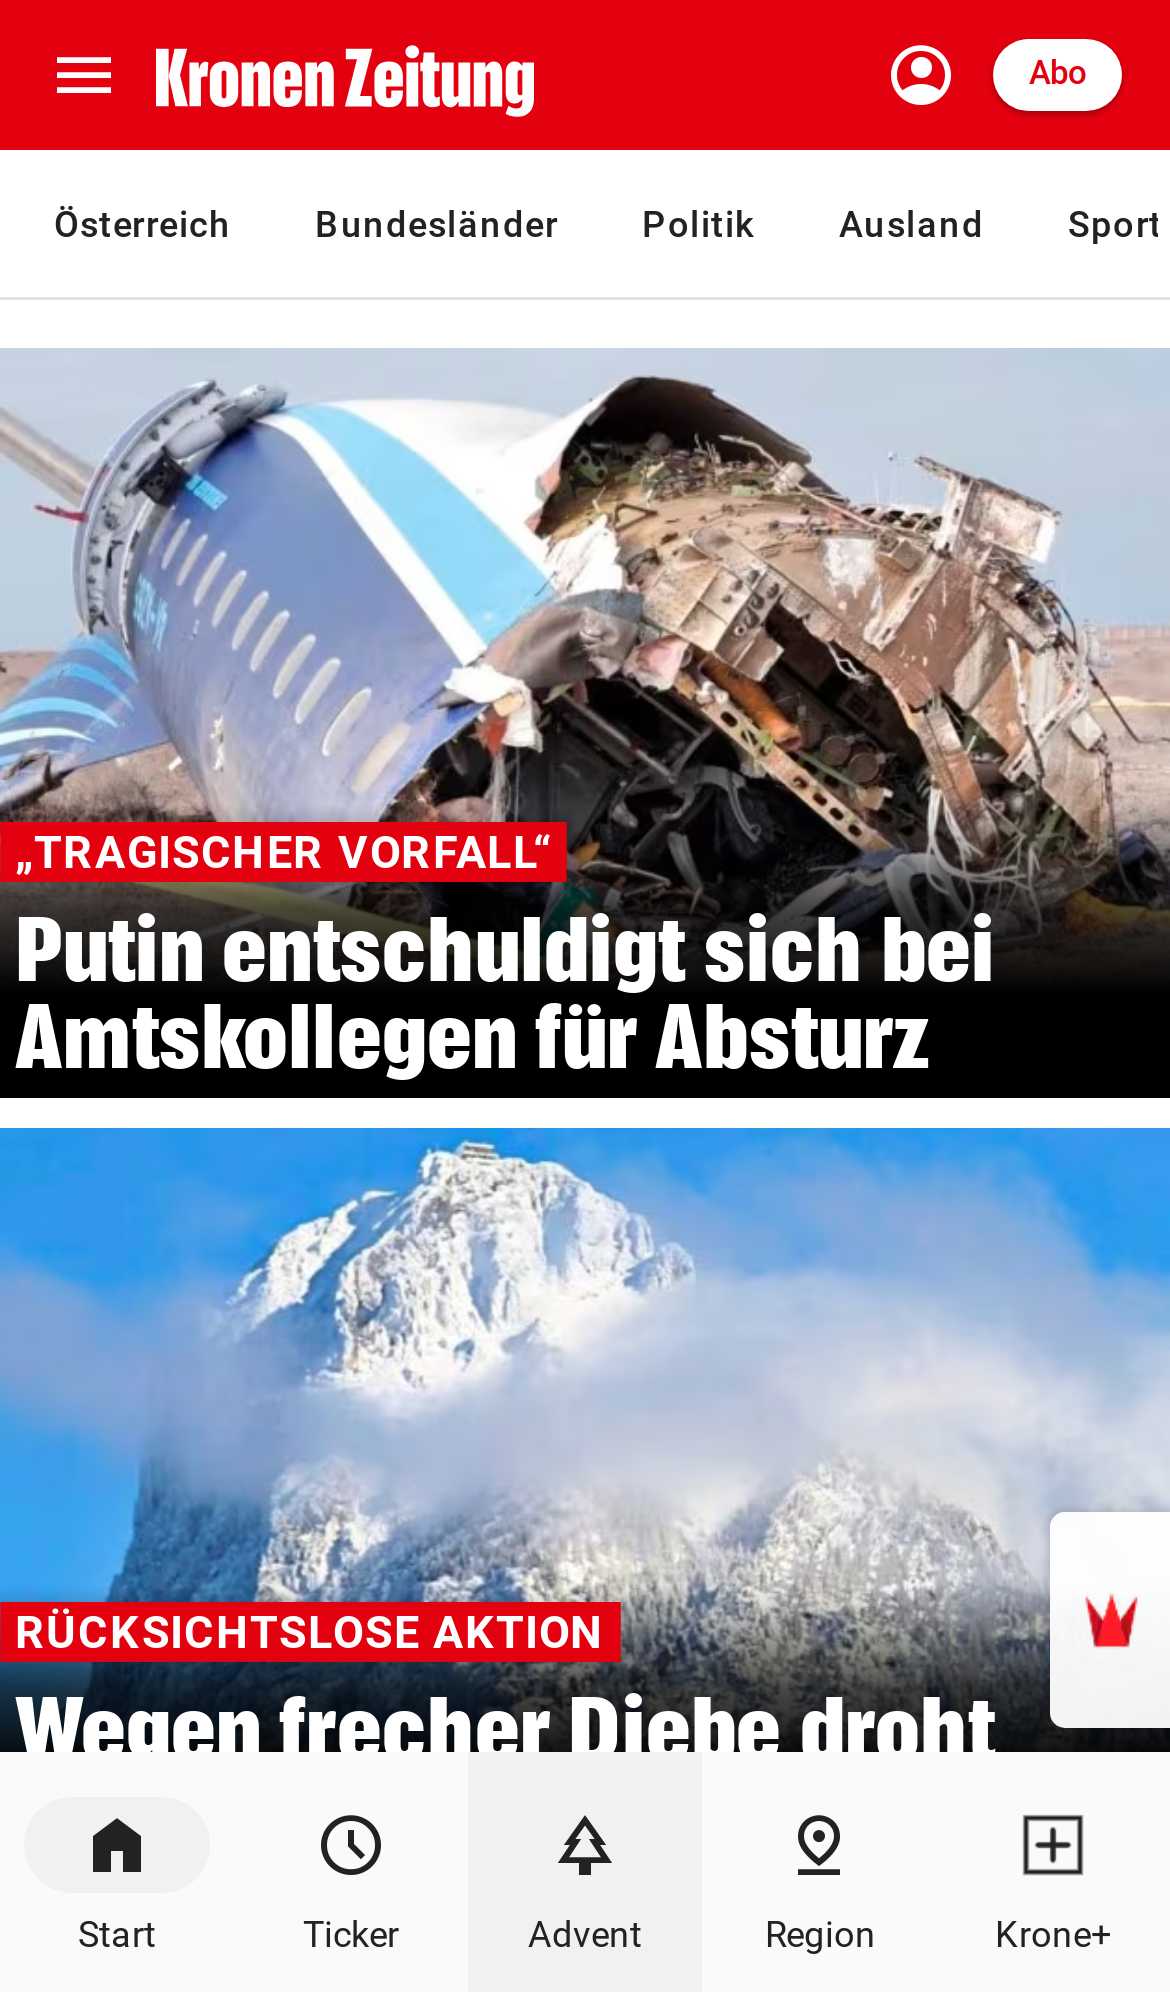 Kronen Zeitung
Abo
Österreich Bundesländer Politik Ausland Sport
„TRAGISCHER VORFALL“
Putin entschuldigt sich bei
Amtskollegen für Absturz
RÜCKSICHTSLOSE AKTION
Wegen frecher Diebe droht
Start Ticker Advent Region Krone+